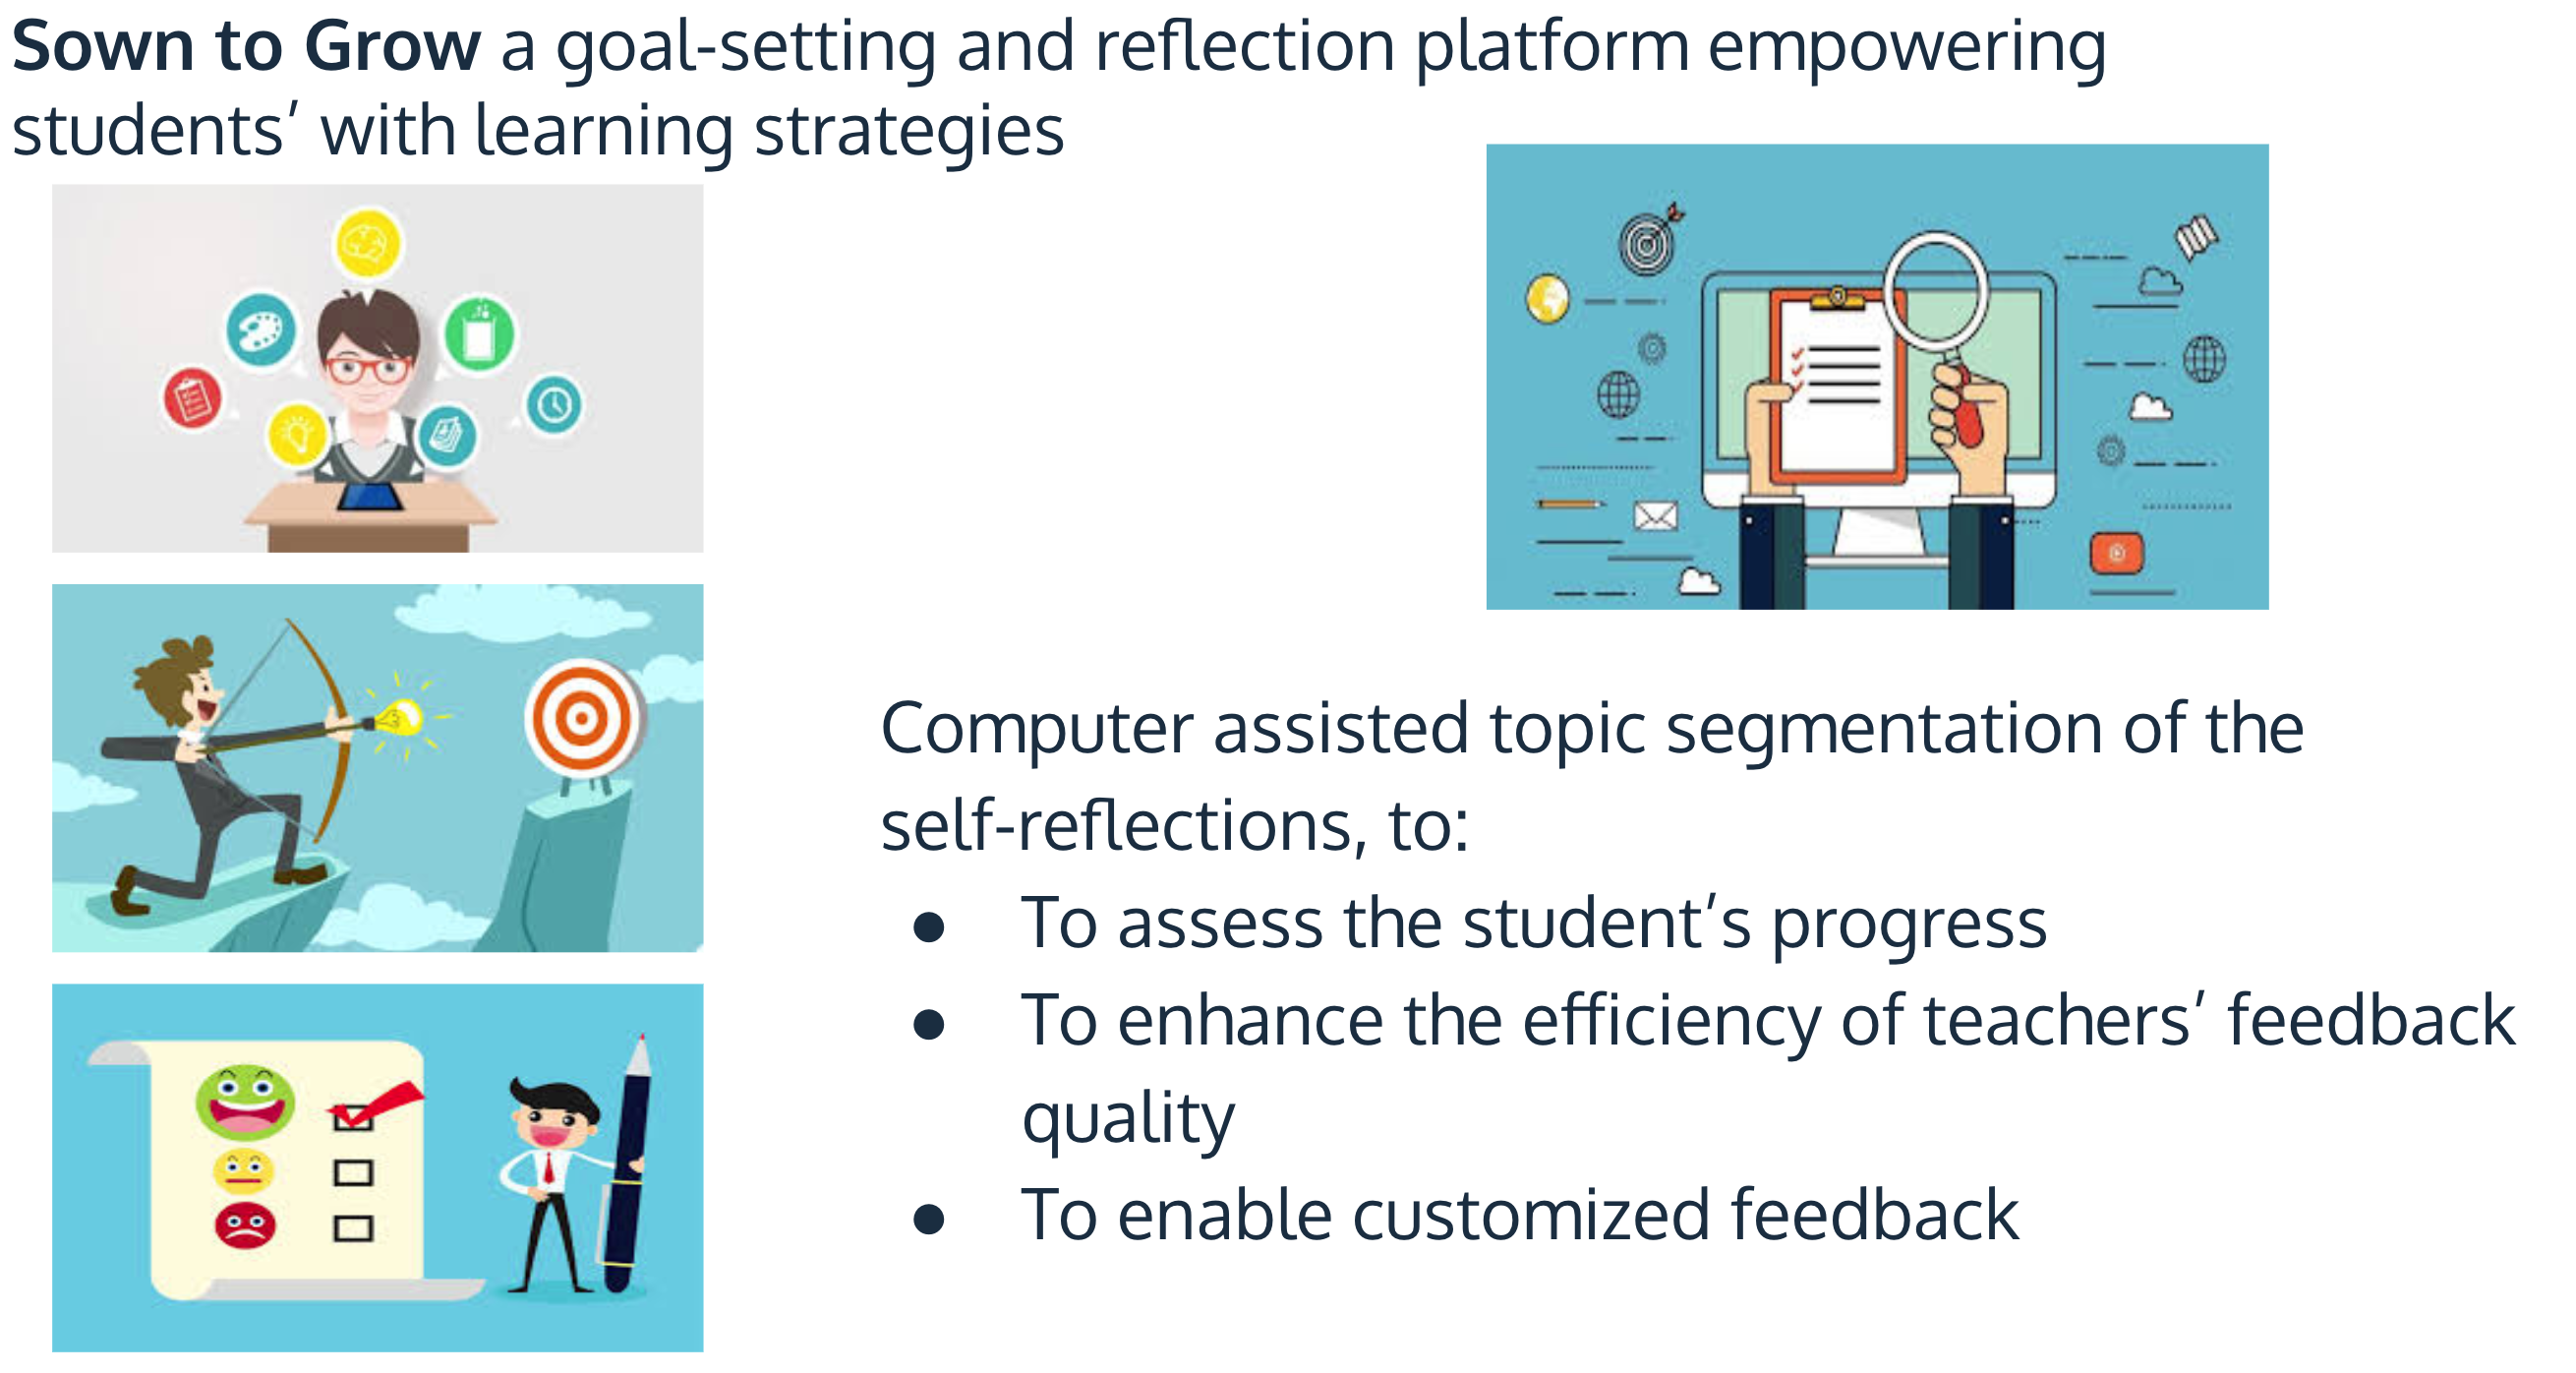 Sown to Grow a goal-setting and reflection platform empowering
students’ with learning strategies
Computer assisted topic segmentation of the
self-reflections, to:
● To assess the student’s progress
● To enhance the efficiency of teachers’ feedback
quality
● To enable customized feedback